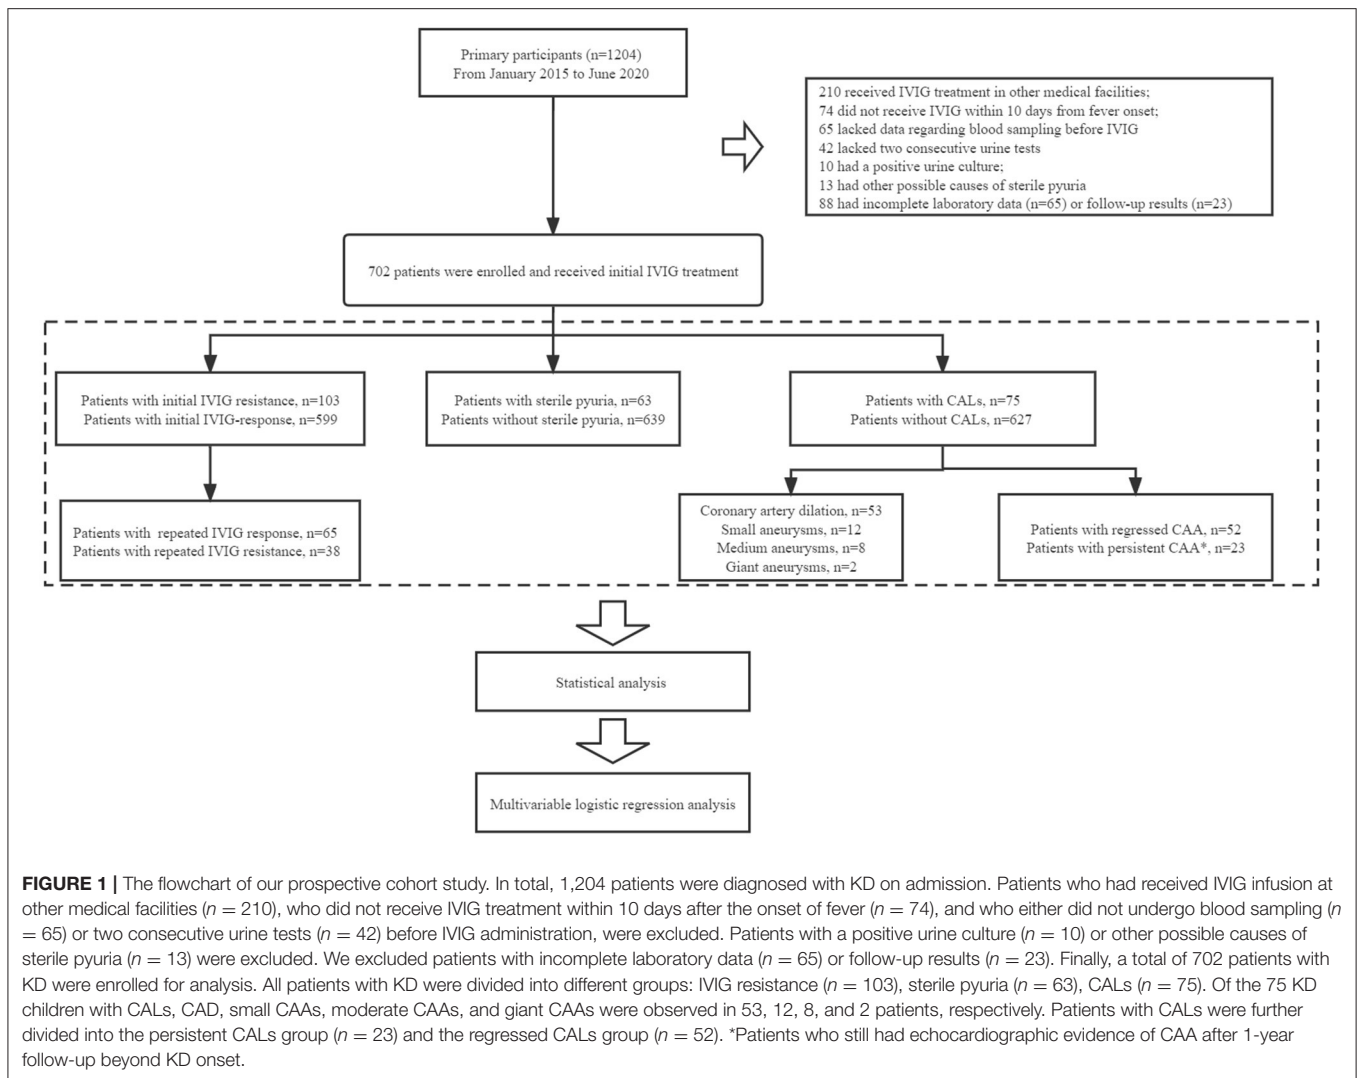 Primary participants (n=1204)
From January 2015 to June 2020
210 received IVIG treatment in other medical facilities;
74 did not receive IVIG within 10 days from fever onset;
65 lacked data regarding blood sampling before IVIG
42 lacked two consecutive urine tests
10 had a positive urine culture;
13 had other possible causes of sterile pyuria
88 had incomplete laboratory data (n=65) or follow-up results (n=23)
702 patients were enrolled and received initial IVIG treatment
Patients with initial IVIG resistance, n=103
Patients with initial IVIG-response, n=599
Patients with sterile pyuria, n=63
Patients without sterile pyuria, n=639
Patients with CALs, n=75
Patients without CALs, n=627
Patients with repeated IVIG response, n=65
Patients with repeated IVIG resistance, n=38
Coronary artery dilation, n=53
Small aneurysms, n=12
Medium aneurysms, n=8
Giant aneurysms, n=2
Patients with regressed CAA, n=52
Patients with persistent CAA*, n=23
Statistical analysis
Multivariable logistic regression analysis
FIGURE 1 | The flowchart of our prospective cohort study. In total, 1,204 patients were diagnosed with KD on admission. Patients who had received IVIG infusion at
other medical facilities (n = 210), who did not receive IVIG treatment within 10 days after the onset of fever (n = 74), and who either did not undergo blood sampling (n
= 65) or two consecutive urine tests (n = 42) before IVIG administration, were excluded. Patients with a positive urine culture (n = 10) or other possible causes of
sterile pyuria (n = 13) were excluded. We excluded patients with incomplete laboratory data (n = 65) or follow-up results (n = 23). Finally, a total of 702 patients with
KD were enrolled for analysis. All patients with KD were divided into different groups: IVIG resistance (n = 103), sterile pyuria (n = 63), CALs (n = 75). Of the 75 KD
children with CALs, CAD, small CAAs, moderate CAAs, and giant CAAs were observed in 53, 12, 8, and 2 patients, respectively. Patients with CALs were further
divided into the persistent CALs group (n = 23) and the regressed CALs group (n = 52). *Patients who still had echocardiographic evidence of CAA after 1-year
follow-up beyond KD onset.